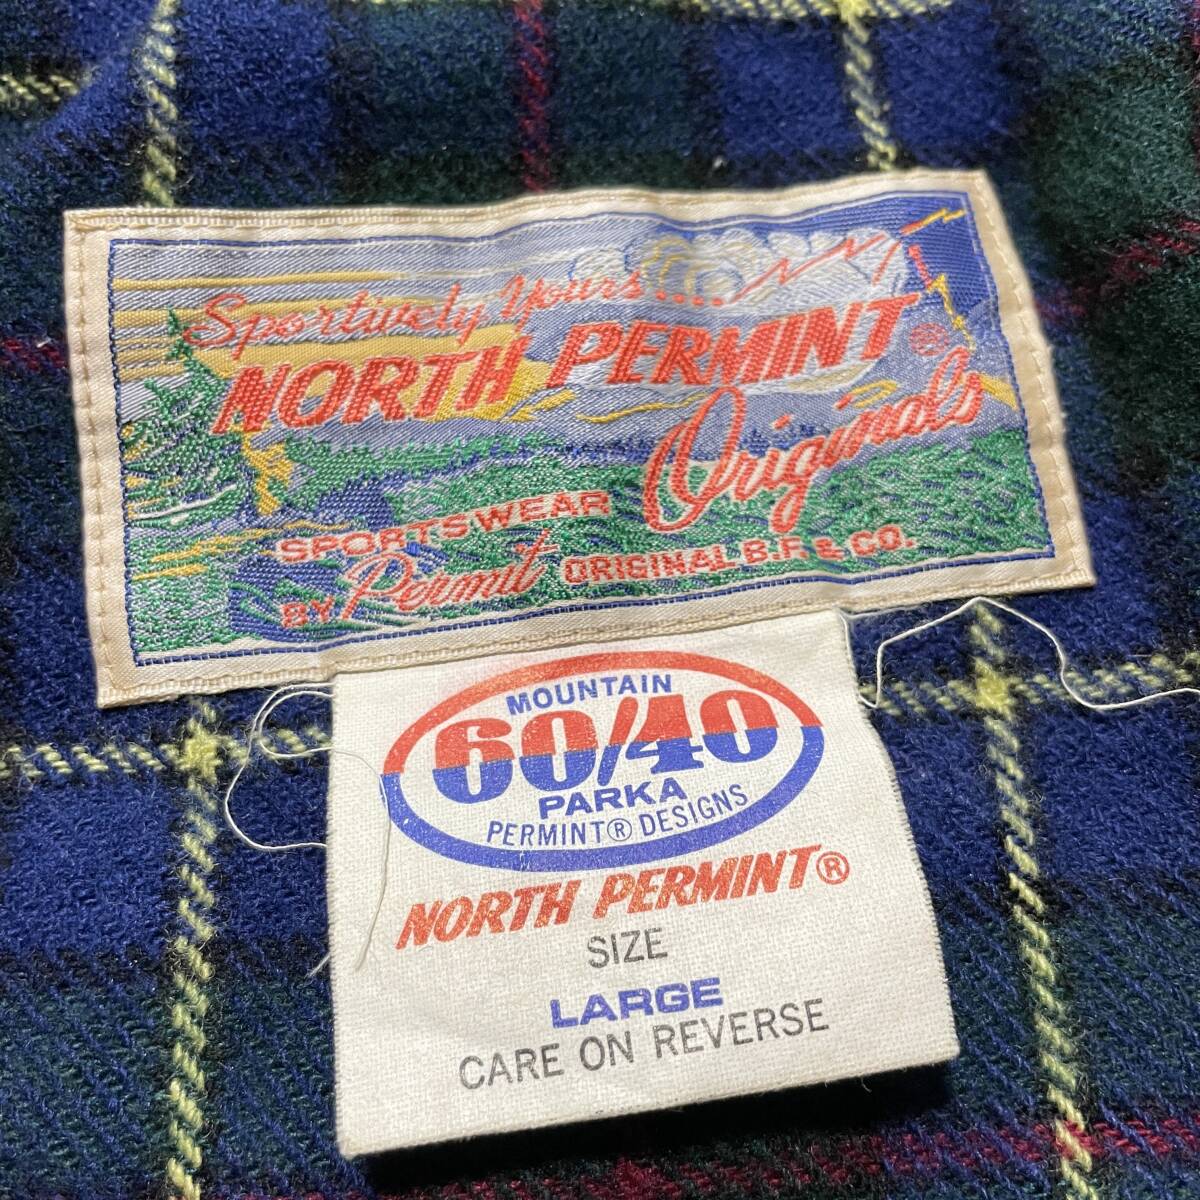 Sportively Yours....
NORTH PERMINT®
Originals
SPORTSWEAR
BY Permit ORIGINAL B.F. & CO.
MOUNTAIN
60/40
PARKA
PERMINT® DESIGNS
NORTH PERMINT®
SIZE
LARGE
CARE ON REVERSE